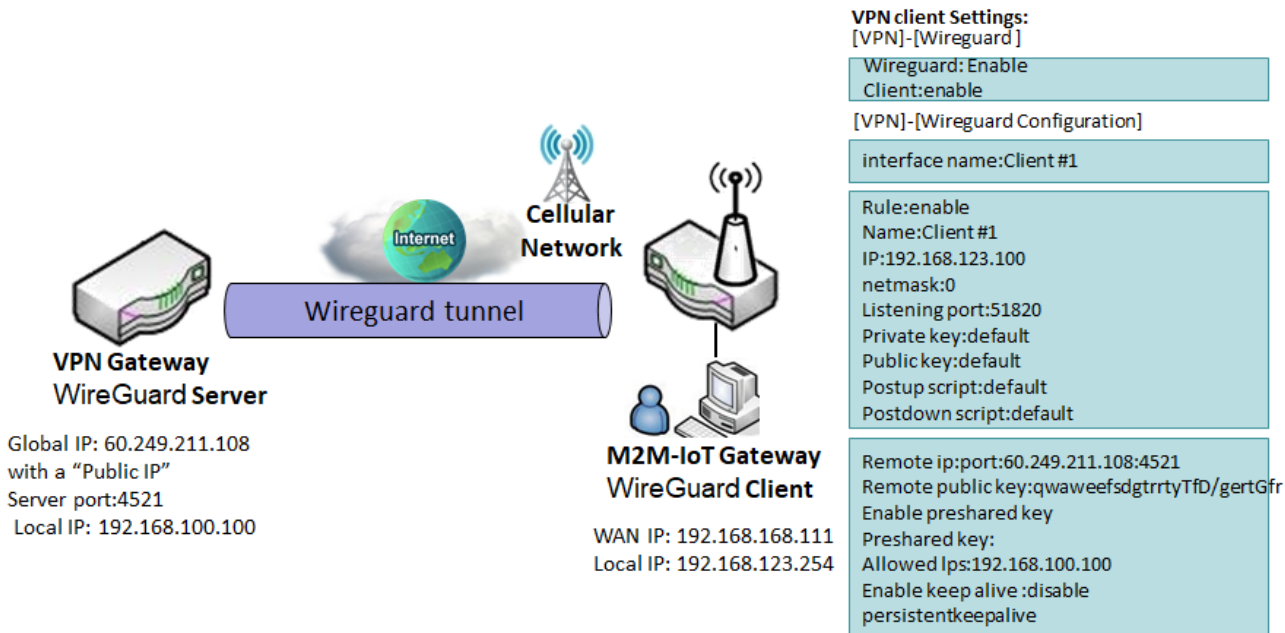 Internet
Cellular
Network
Wireguard tunnel
VPN Gateway
WireGuard Server
Global IP: 60.249.211.108
with a “Public IP”
Server port:4521
Local IP: 192.168.100.100
M2M-IoT Gateway
WireGuard Client
WAN IP: 192.168.168.111
Local IP: 192.168.123.254
VPN client Settings:
[VPN]-[Wireguard ]
Wireguard: Enable
Client:enable
[VPN]-[Wireguard Configuration]
interface name:Client #1
Rule:enable
Name:Client #1
IP:192.168.123.100
netmask:0
Listening port:51820
Private key:default
Public key:default
Postup script:default
Postdown script:default
Remote ip:port:60.249.211.108:4521
Remote public key:qwaweefsdgtrrtyTfD/gertGfr
Enable preshared key
Preshared key:
Allowed Ips:192.168.100.100
Enable keep alive :disable
persistentkeepalive